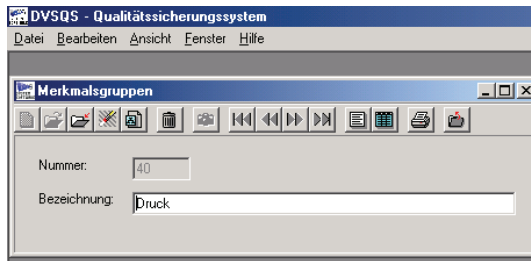 DVSQS - Qualitätssicherungssystem
Datei Bearbeiten Ansicht Fenster Hilfe
Merkmalsgruppen
Nummer: 40
Bezeichnung: Druck